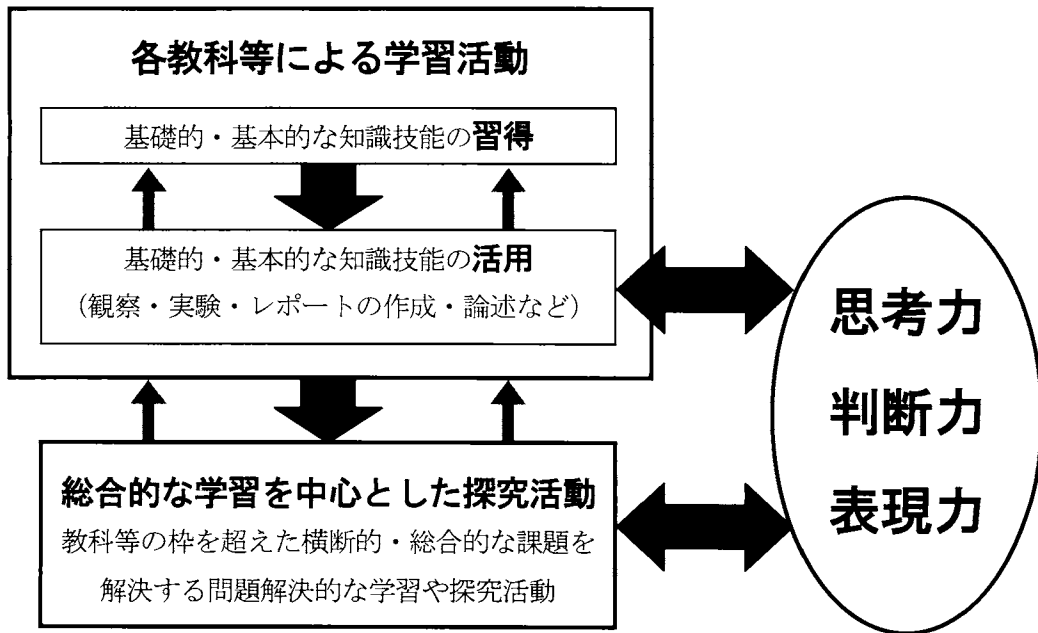 各教科等による学習活動
基礎的・基本的な知識技能の習得
基礎的・基本的な知識技能の活用
（観察・実験・レポートの作成・論述など）
総合的な学習を中心とした探究活動
教科等の枠を超えた横断的・総合的な課題を
解決する問題解決的な学習や探究活動
思考力
判断力
表現力